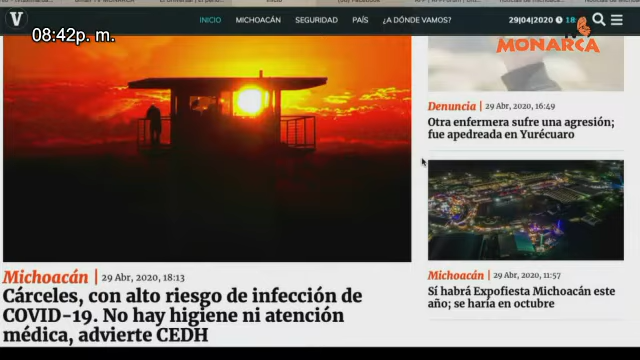 V
INICIO MICHOACÁN SEGURIDAD PAÍS ¿A DÓNDE VAMOS?
29/04/2020 18:
08:42p. m.
MONARCA
Michoacán | 29 Abr, 2020, 18:13
Cárceles, con alto riesgo de infección de
COVID-19. No hay higiene ni atención
médica, advierte CEDH
Denuncia | 29 Abr, 2020, 16:49
Otra enfermera sufre una agresión;
fue apedreada en Yurécuaro
Michoacán | 29 Abr, 2020, 11:57
Sí habrá Expofiesta Michoacán este
año; se haría en octubre